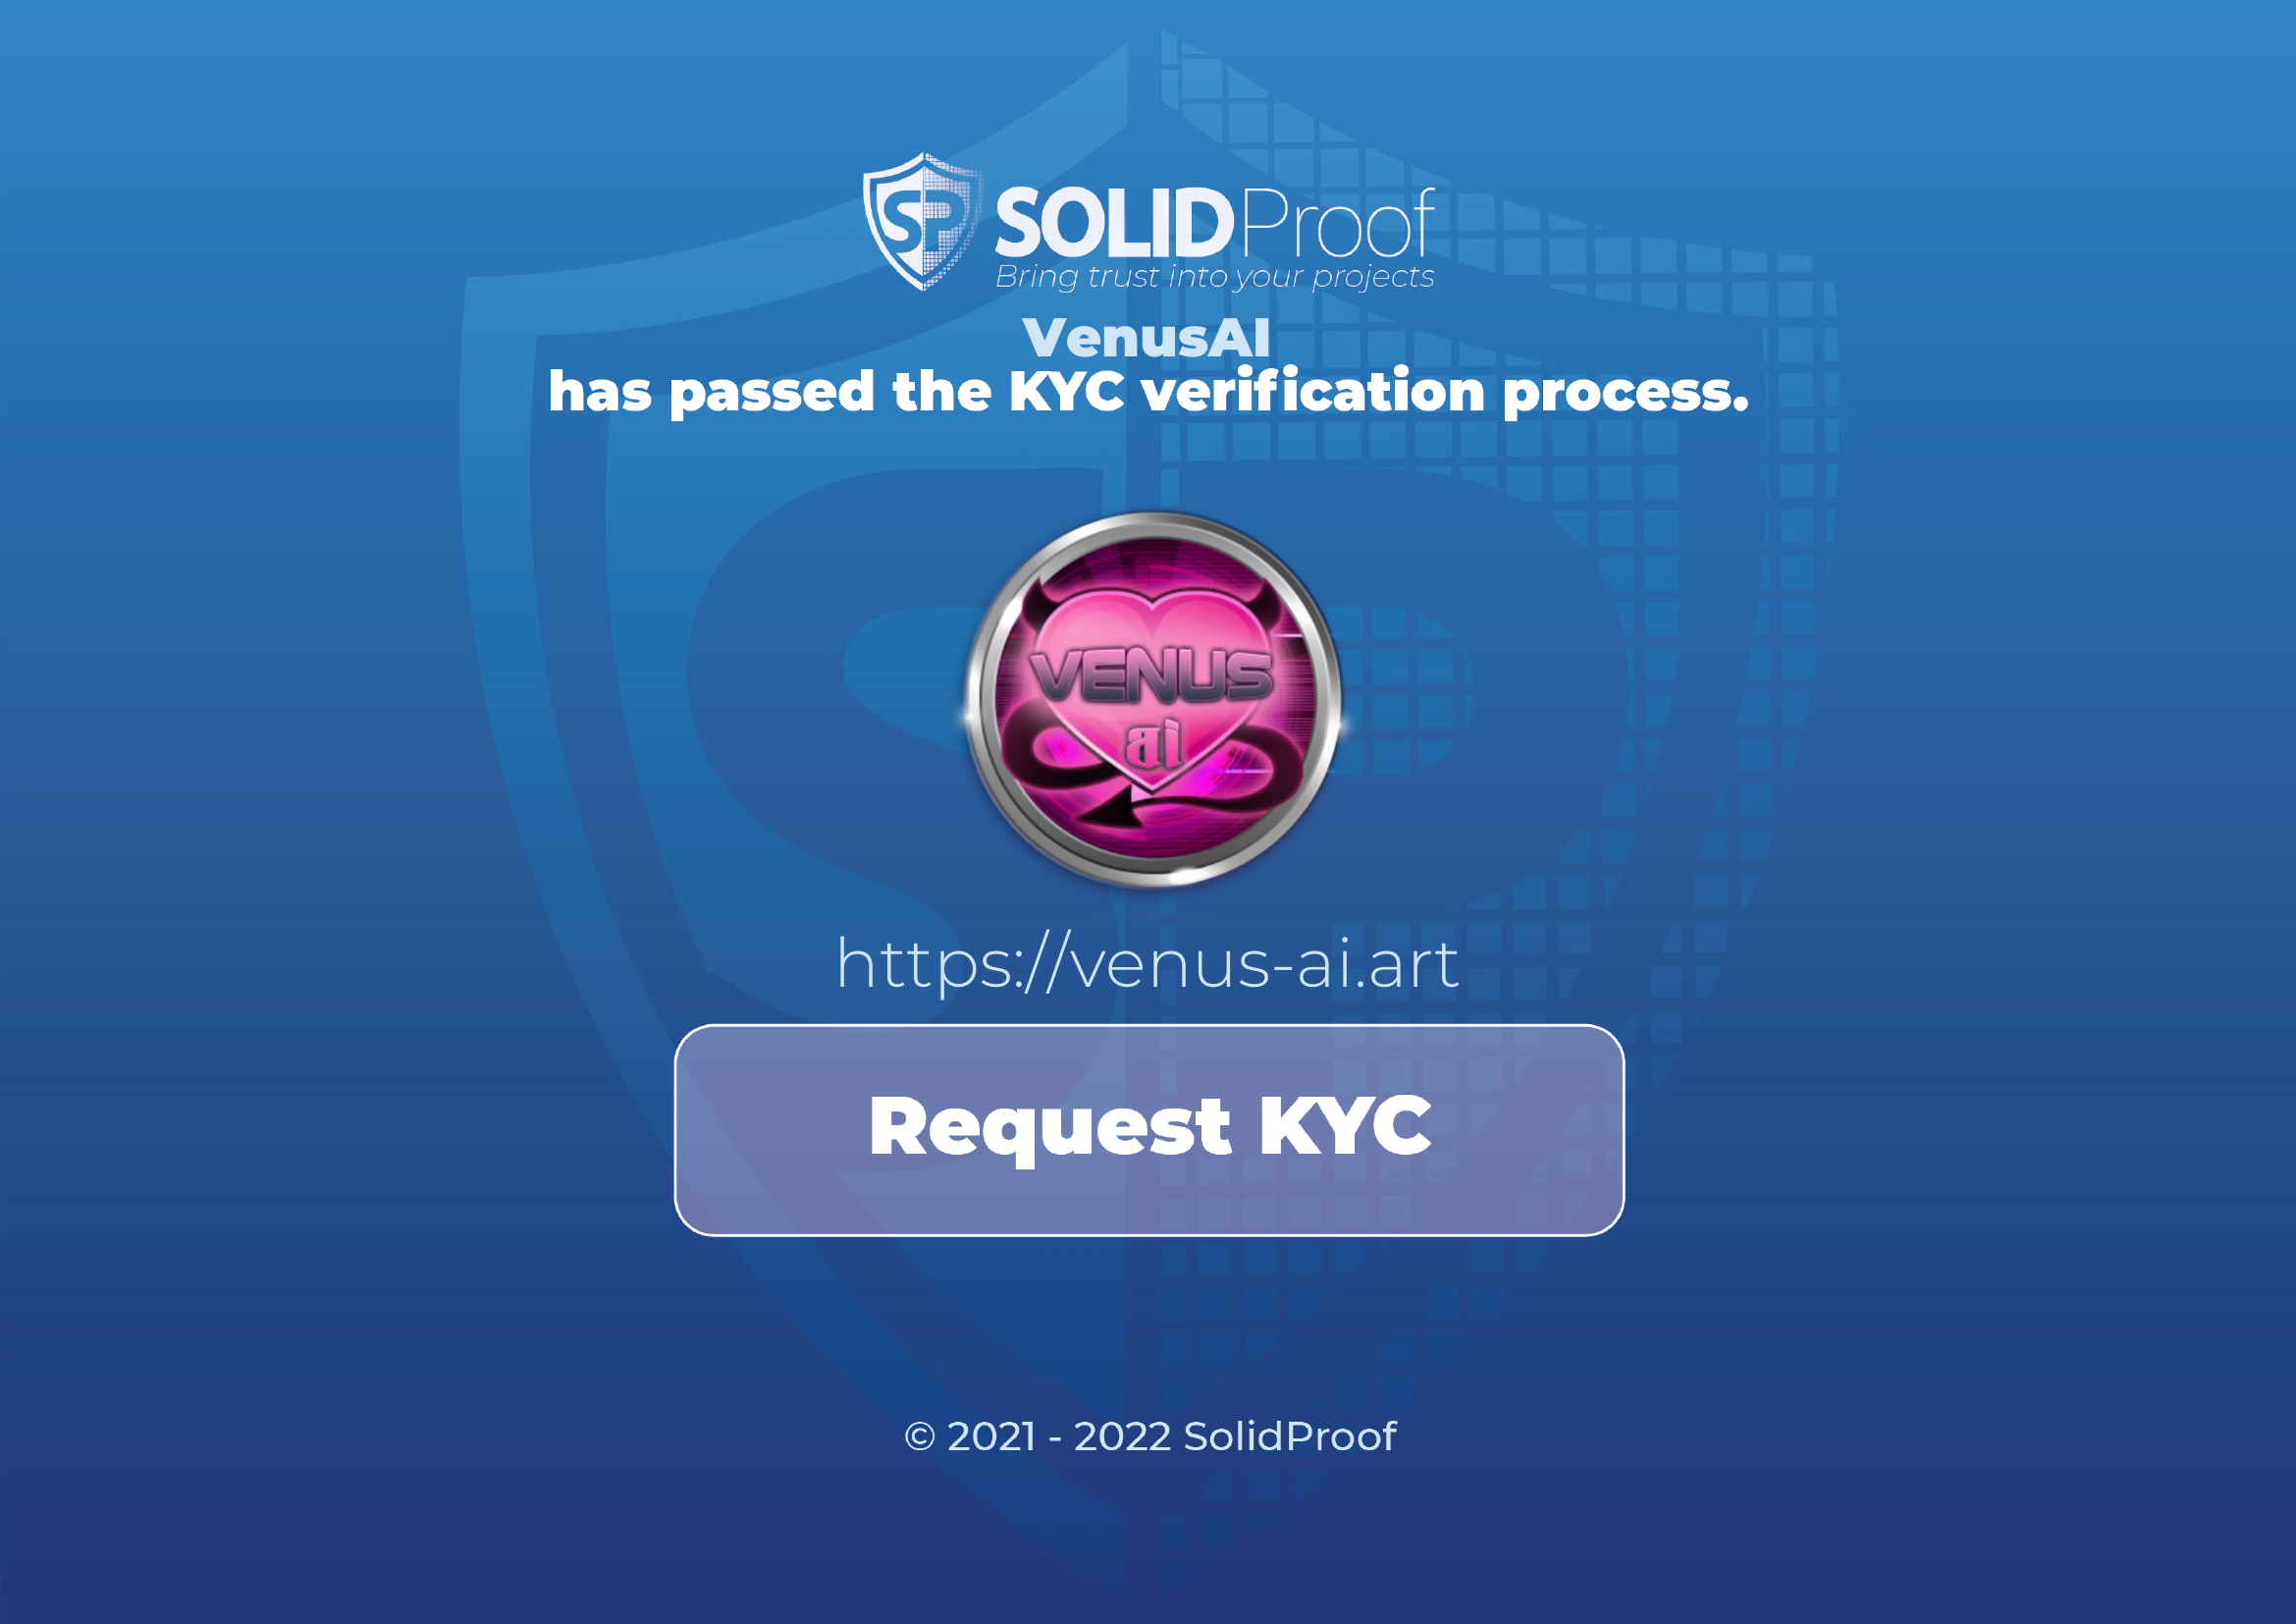 SP SOLIDProof
Bring trust into your projects
VenusAI
has passed the KYC verification process.
VENUS
ai
https://venus-ai.art
Request KYC
© 2021 - 2022 SolidProof